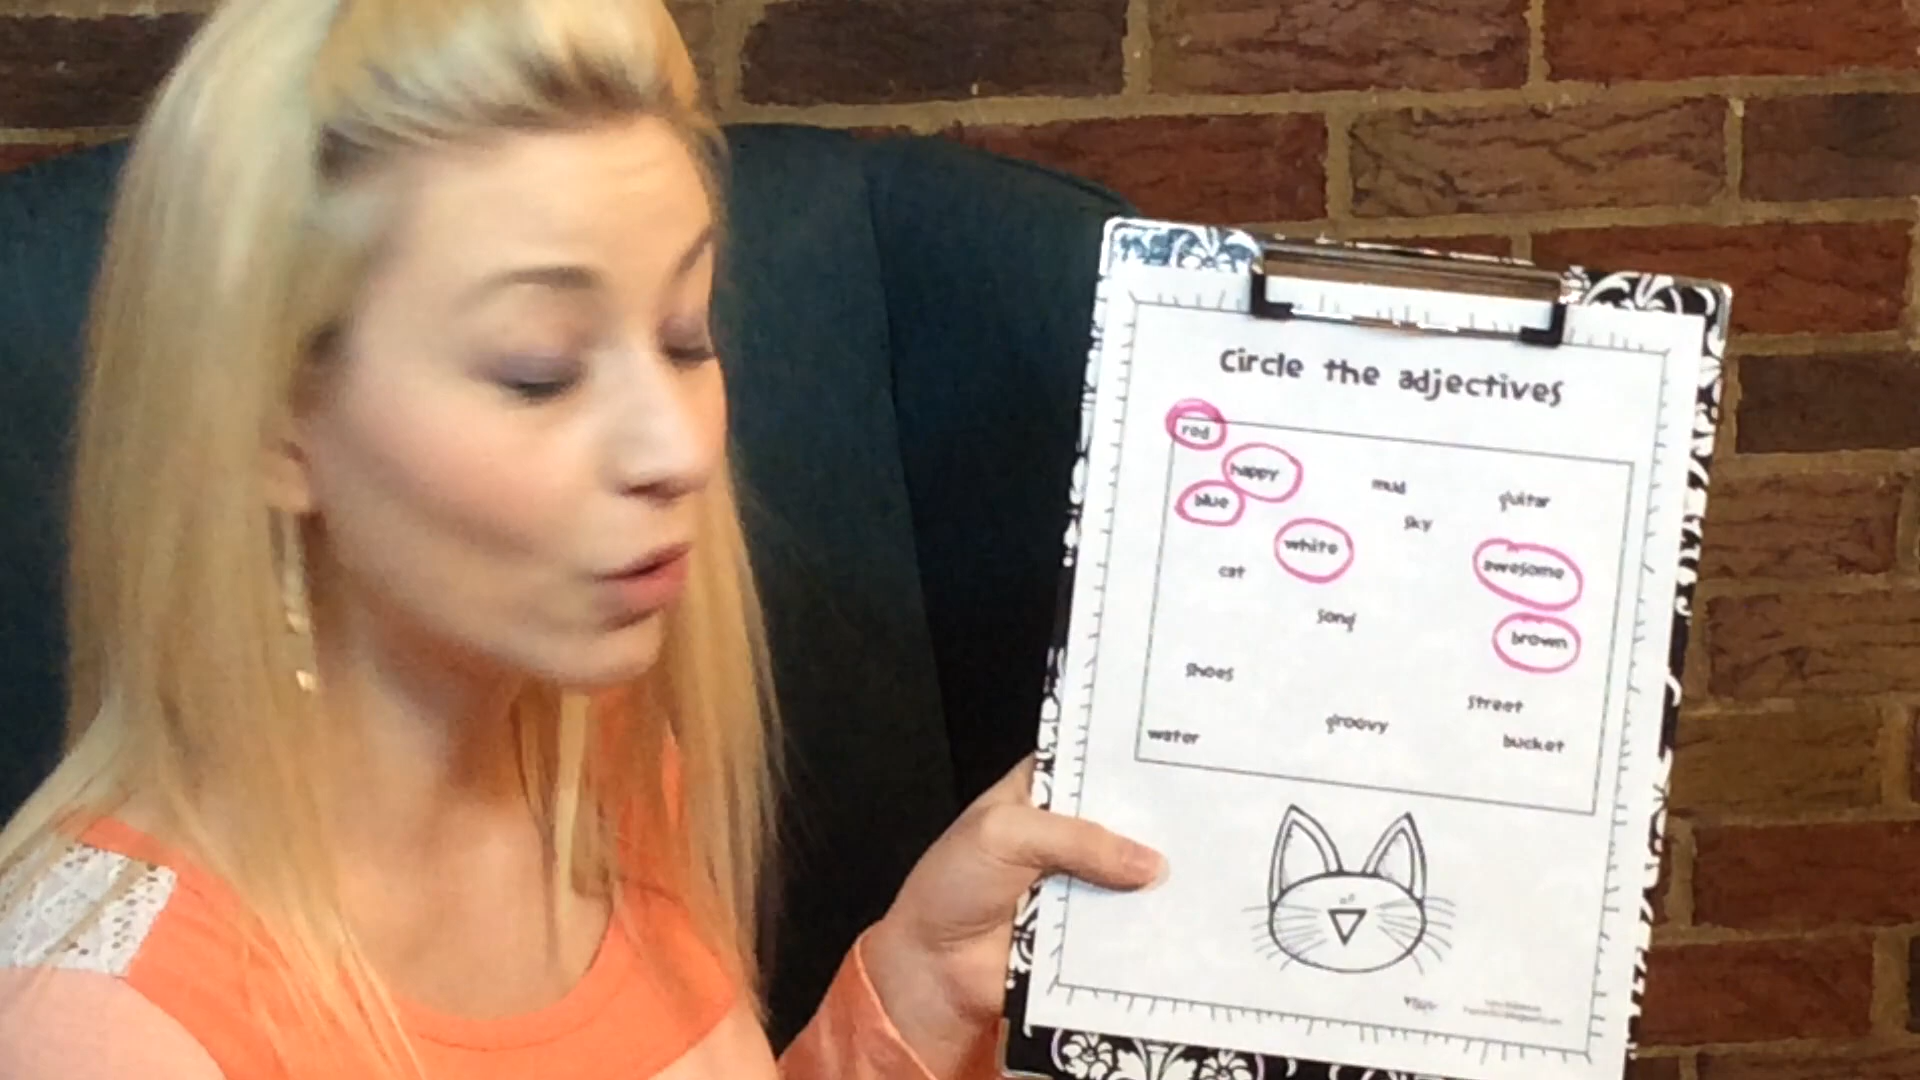 Circle the adjectives
red
happy
mud
guitar
blue
sky
white
awesome
cat
song
brown
shoes
street
groovy
water
bucket